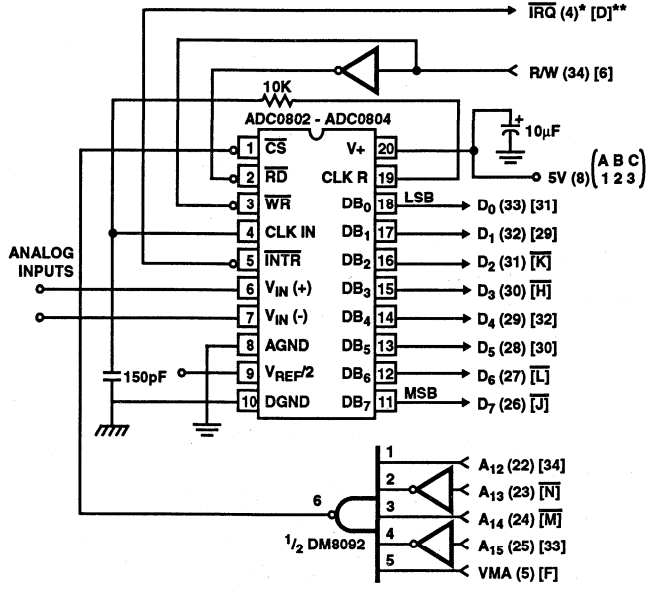 IRQ (4)* [D]**
R/W (34) [6]
10K
ADC0802 - ADC0804
10µF
5V (8) (A B C
1 2 3)
1 CS V+ 20
2 RD CLK R 19
3 WR DB0 18 LSB D0 (33) [31]
4 CLK IN DB1 17 D1 (32) [29]
ANALOG
INPUTS
5 INTR DB2 16 D2 (31) [K]
6 VIN (+) DB3 15 D3 (30) [H]
7 VIN (-) DB4 14 D4 (29) [32]
8 AGND DB5 13 D5 (28) [30]
150pF
9 VREF/2 DB6 12 D6 (27) [L]
10 DGND DB7 11 MSB D7 (26) [J]
1 A12 (22) [34]
2 A13 (23) [N]
6
3 A14 (24) [M]
1/2 DM8092
4 A15 (25) [33]
5 VMA (5) [F]